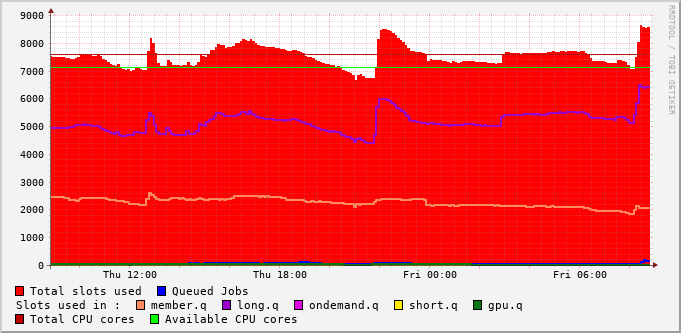 9000
8000
7000
6000
5000
4000
3000
2000
1000
0
Thu 12:00 Thu 18:00 Fri 00:00 Fri 06:00
RRDTOOL / TOBI OETIKER
Total slots used Queued Jobs
Slots used in : member.q long.q ondemand.q short.q gpu.q
Total CPU cores Available CPU cores